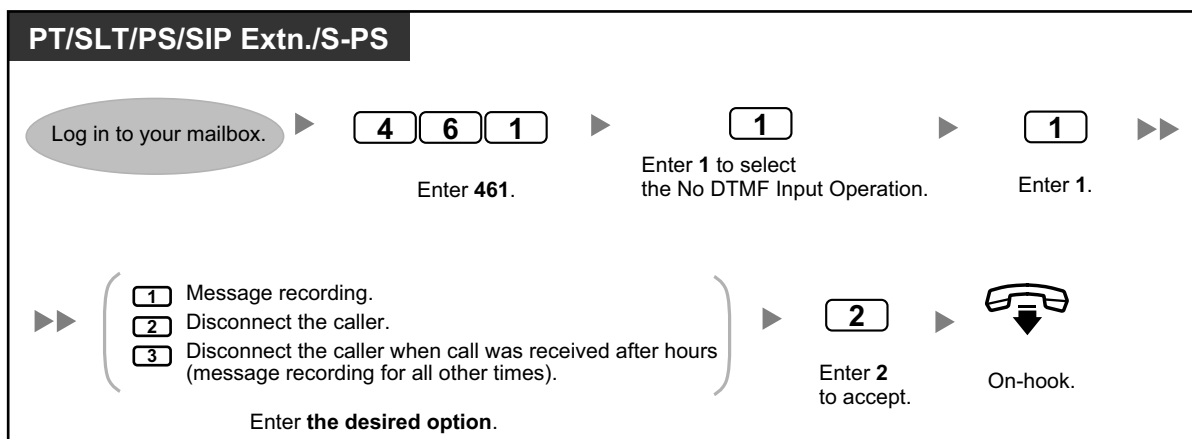 PT/SLT/PS/SIP Extn./S-PS
Log in to your mailbox.
4 6 1
Enter 461.
1
Enter 1 to select
the No DTMF Input Operation.
1
Enter 1.
1 Message recording.
2 Disconnect the caller.
3 Disconnect the caller when call was received after hours
(message recording for all other times).
Enter the desired option.
2
Enter 2
to accept.
On-hook.